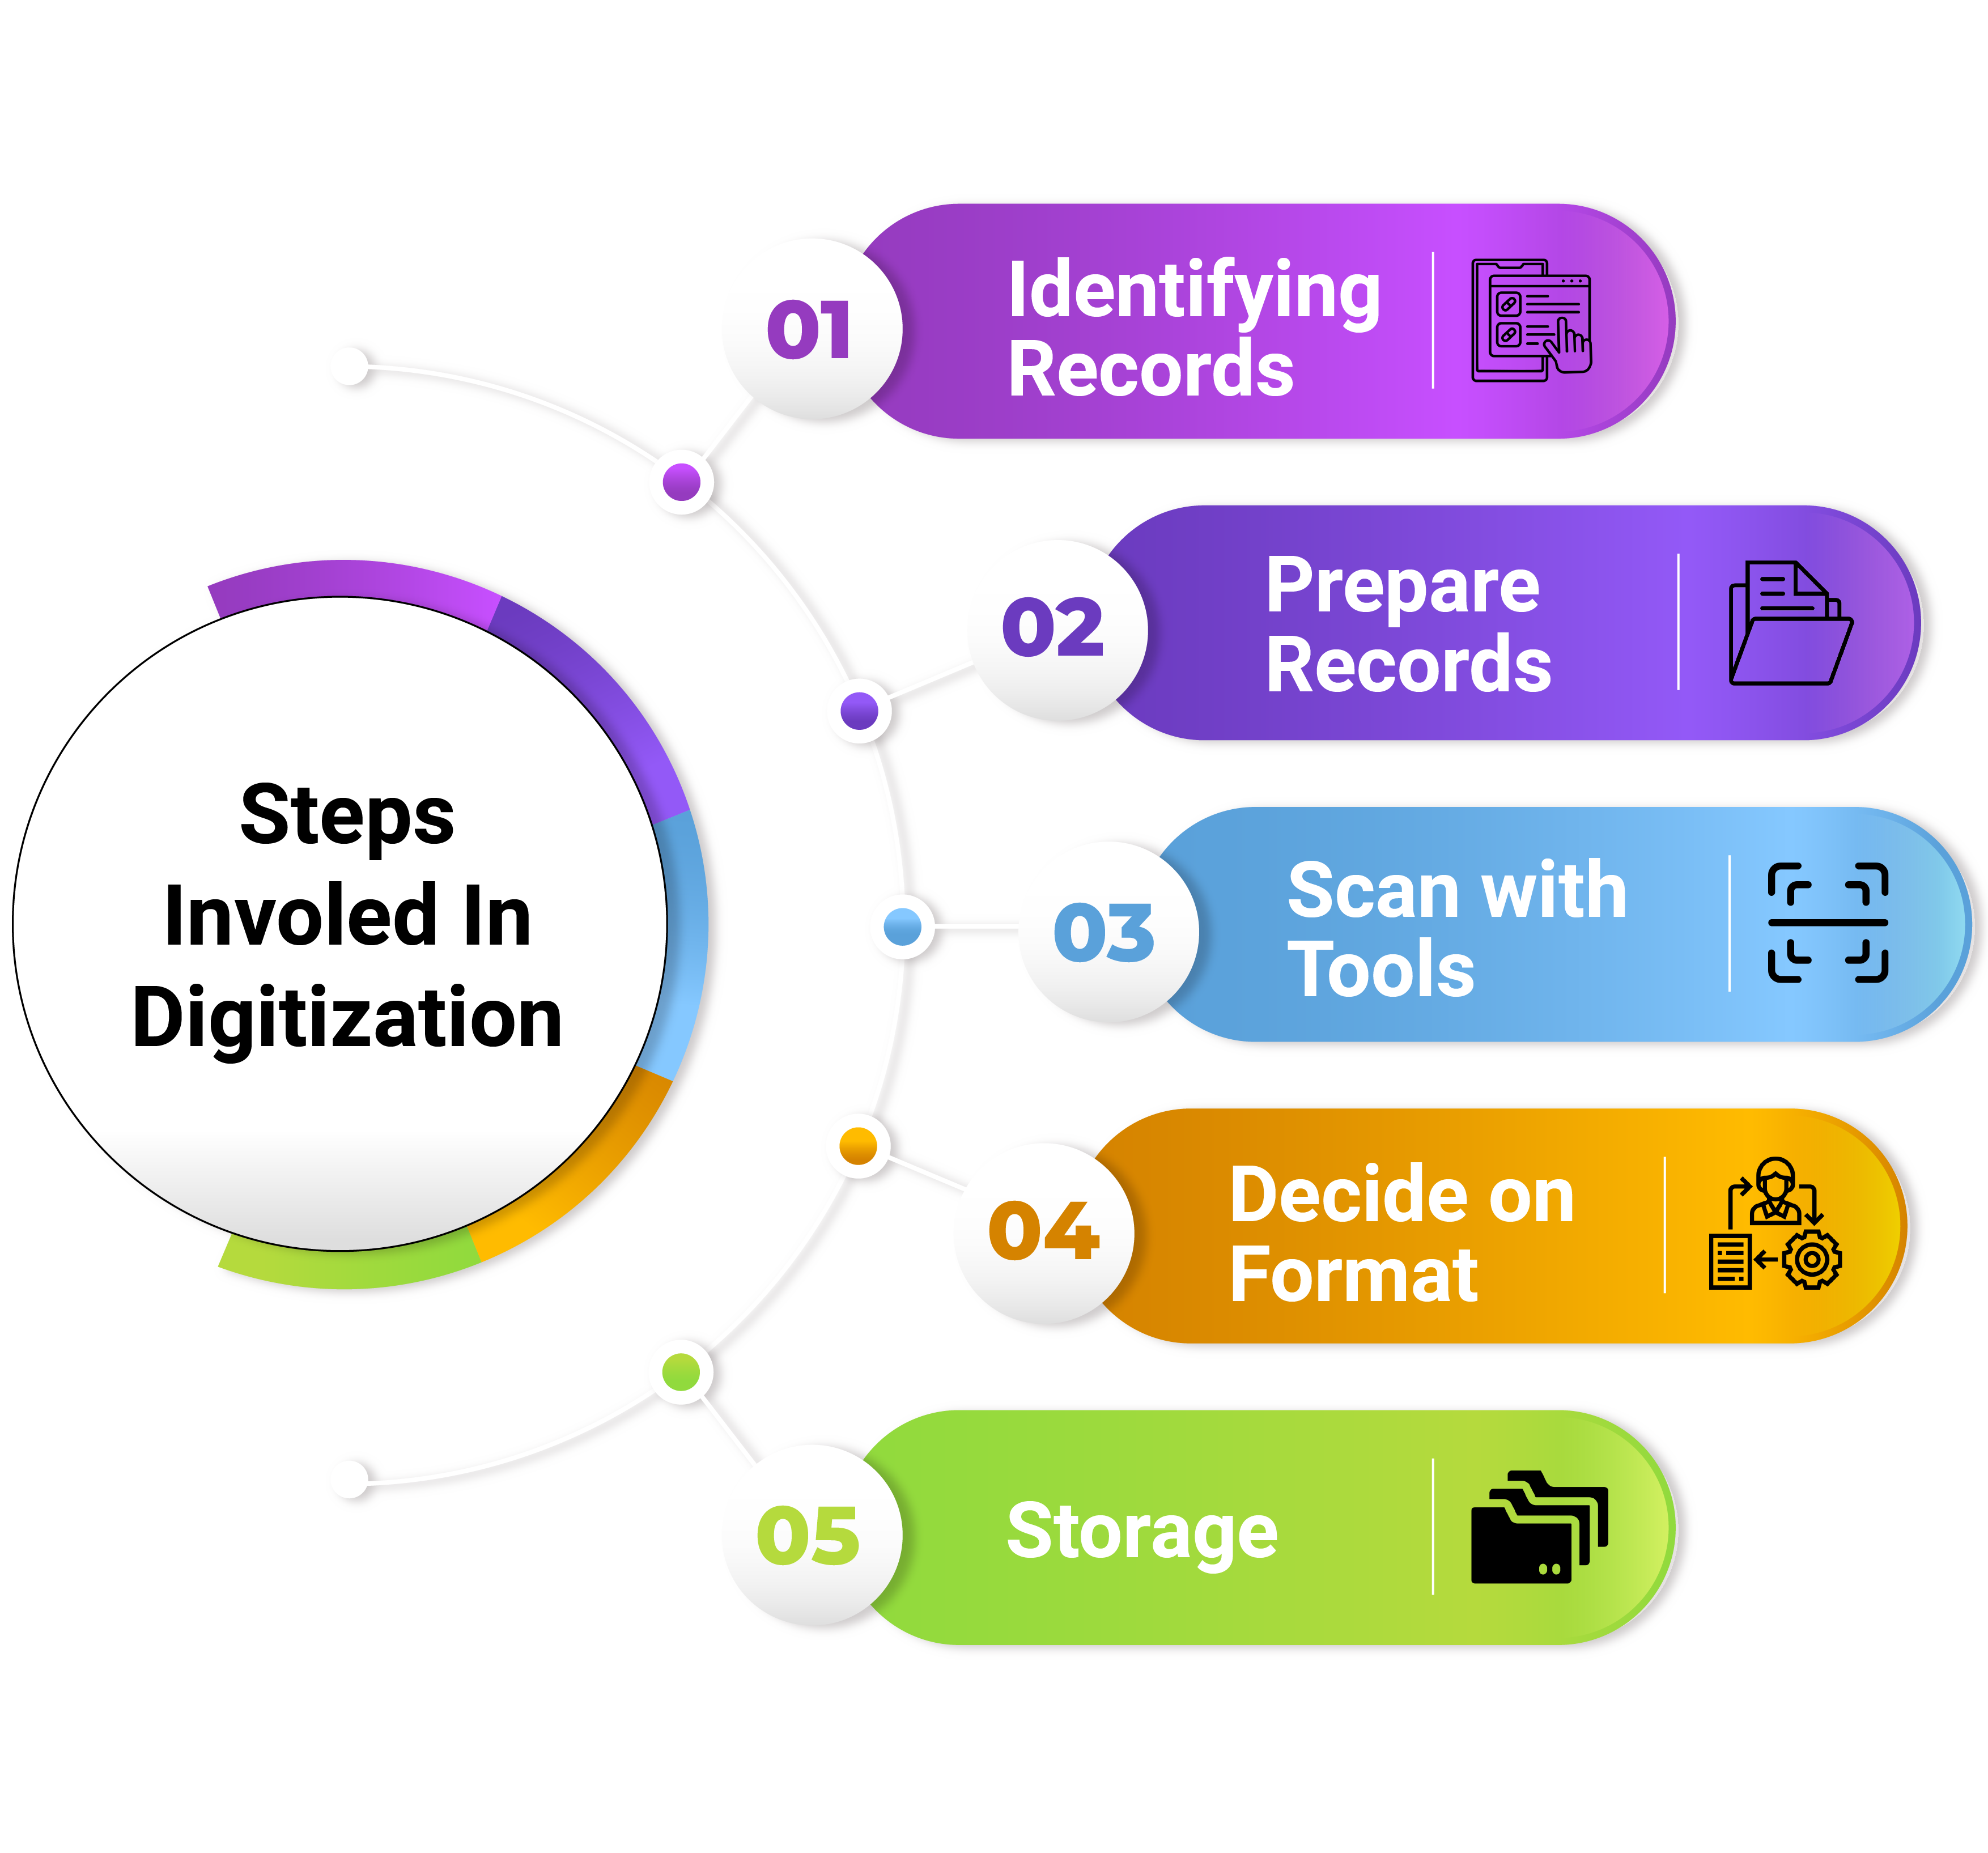 Steps
Involed In
Digitization
01
Identifying
Records
02
Prepare
Records
03
Scan with
Tools
04
Decide on
Format
05
Storage